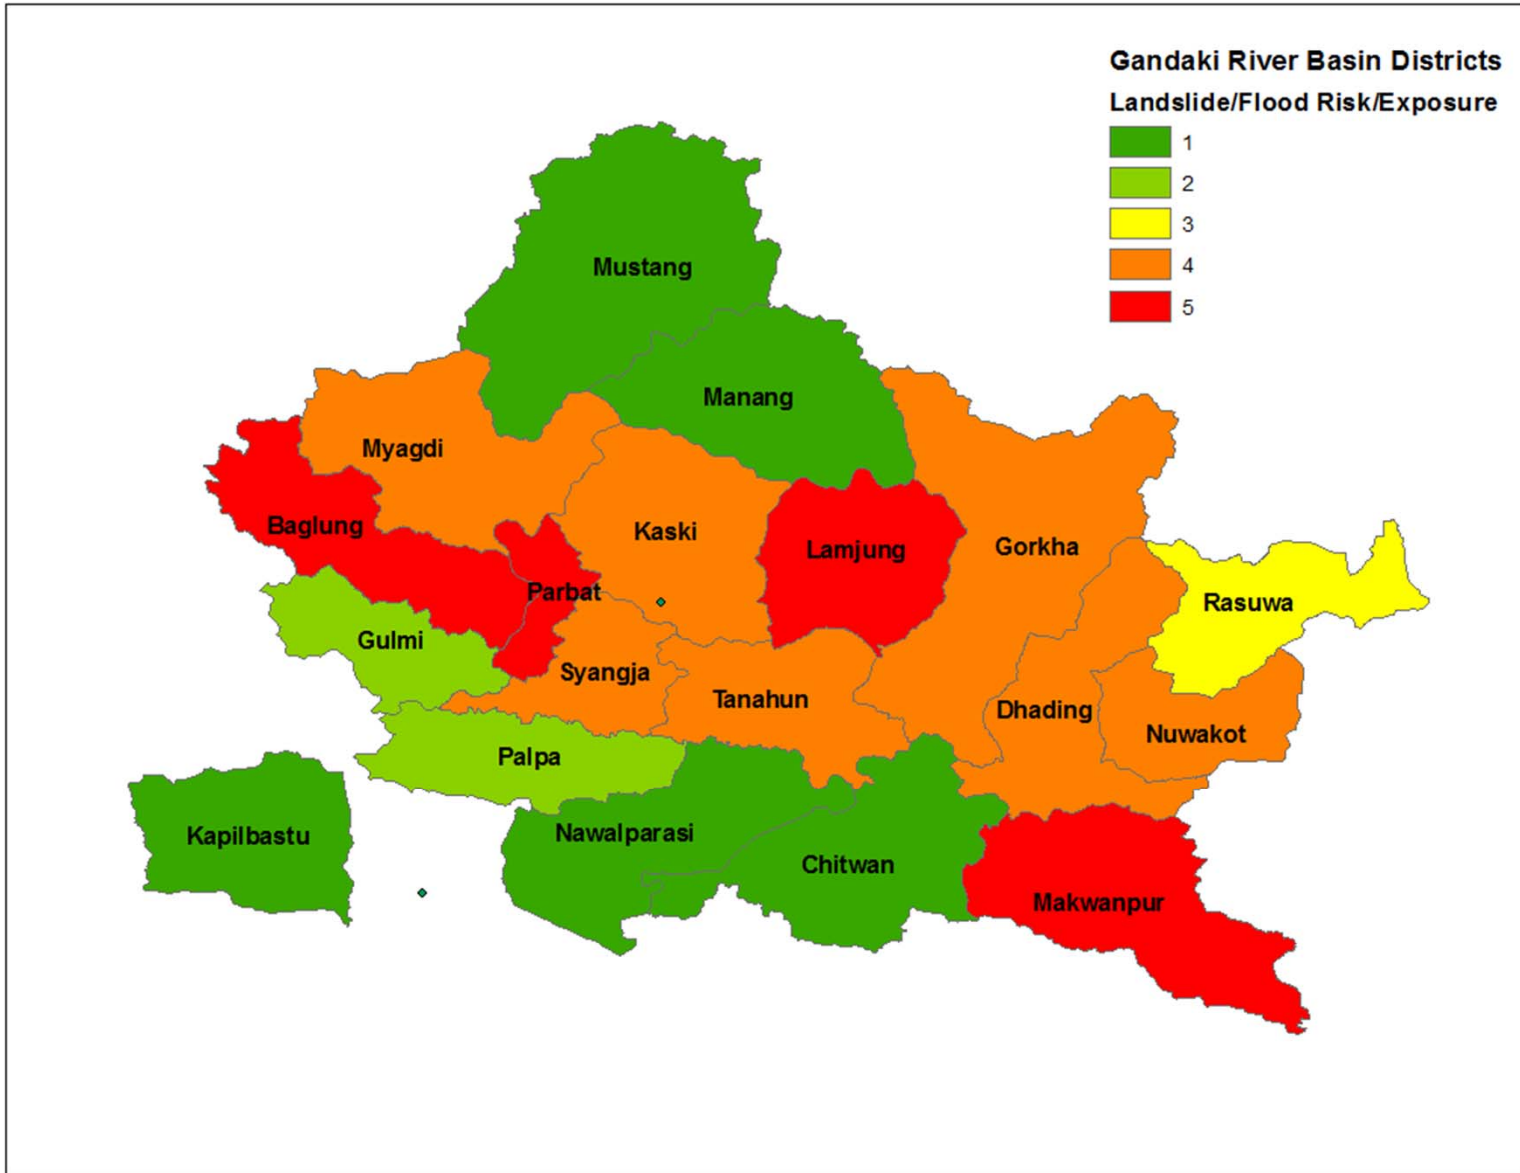 Gandaki River Basin Districts
Landslide/Flood Risk/Exposure
1
2
3
4
5
Mustang
Manang
Myagdi
Baglung
Kaski
Lamjung
Gorkha
Parbat
Rasuwa
Gulmi
Syangja
Tanahun
Dhading
Nuwakot
Palpa
Kapilbastu
Nawalparasi
Chitwan
Makwanpur